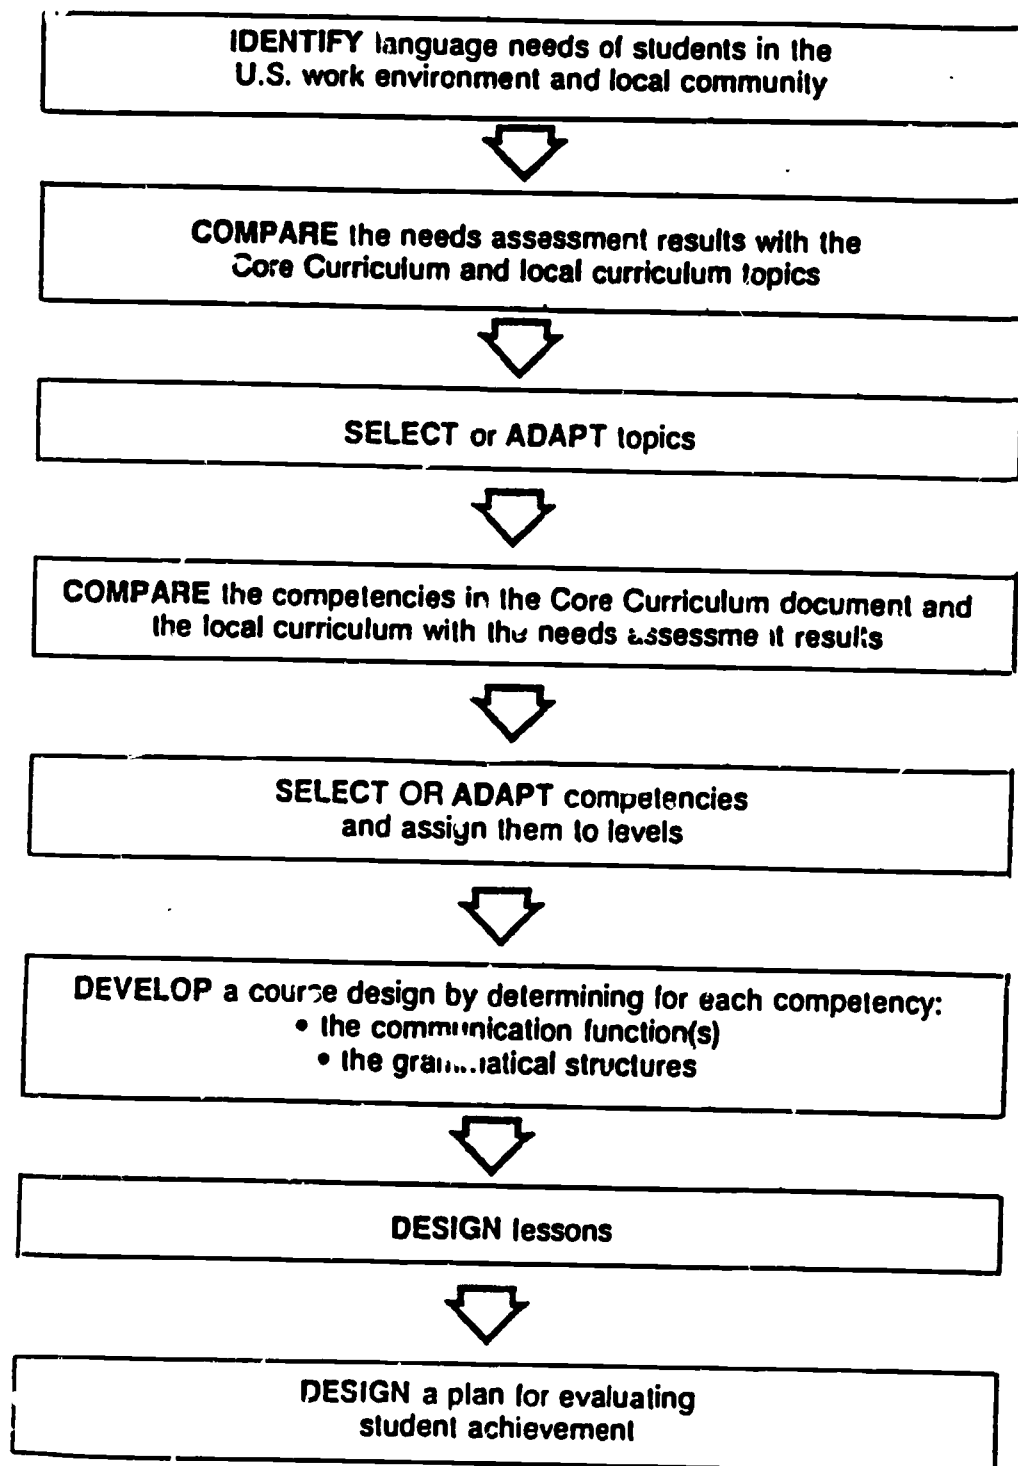 IDENTIFY language needs of students in the
U.S. work environment and local community
COMPARE the needs assessment results with the
Core Curriculum and local curriculum topics
SELECT or ADAPT topics
COMPARE the competencies in the Core Curriculum document and
the local curriculum with the needs assessment results
SELECT OR ADAPT competencies
and assign them to levels
DEVELOP a course design by determining for each competency:
• the communication function(s)
• the grammatical structures
DESIGN lessons
DESIGN a plan for evaluating
student achievement